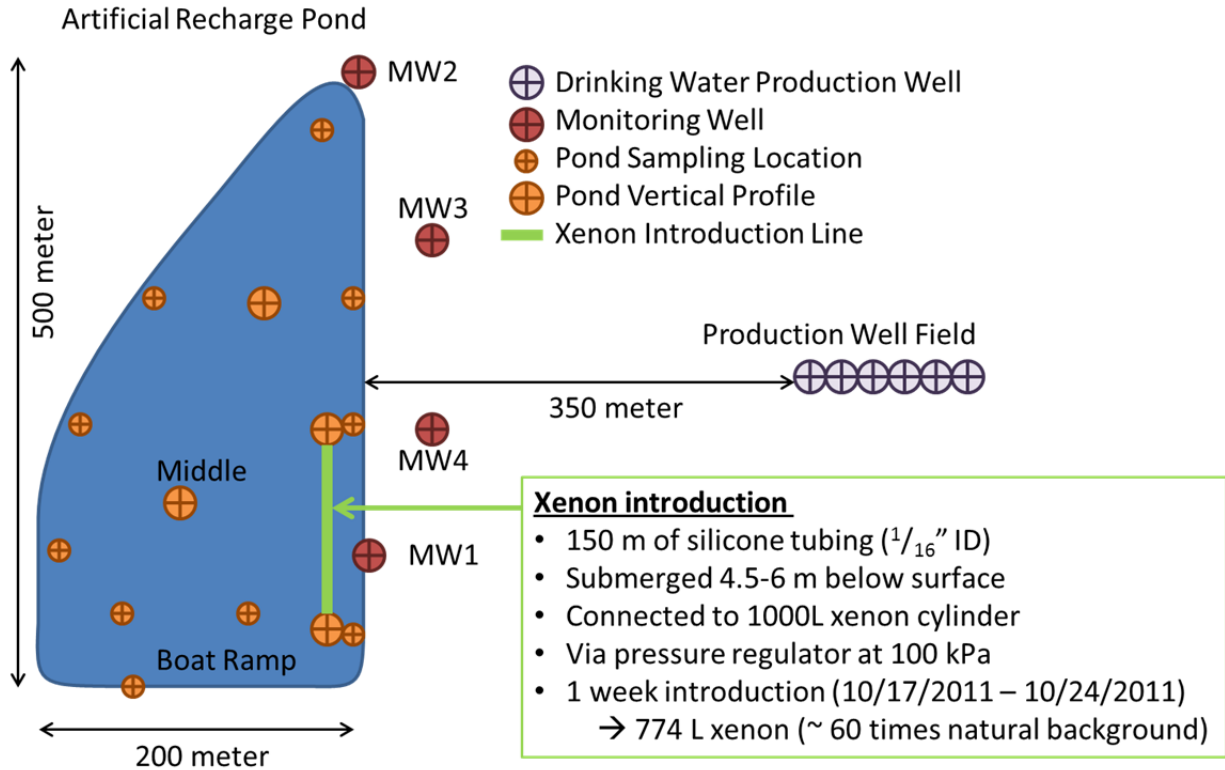 Artificial Recharge Pond
MW2
Drinking Water Production Well
Monitoring Well
Pond Sampling Location
Pond Vertical Profile
Xenon Introduction Line
MW3
500 meter
Production Well Field
350 meter
MW4
Middle
MW1
Boat Ramp
200 meter
Xenon introduction
• 150 m of silicone tubing (1/16” ID)
• Submerged 4.5-6 m below surface
• Connected to 1000L xenon cylinder
• Via pressure regulator at 100 kPa
• 1 week introduction (10/17/2011 – 10/24/2011)
→ 774 L xenon (~ 60 times natural background)